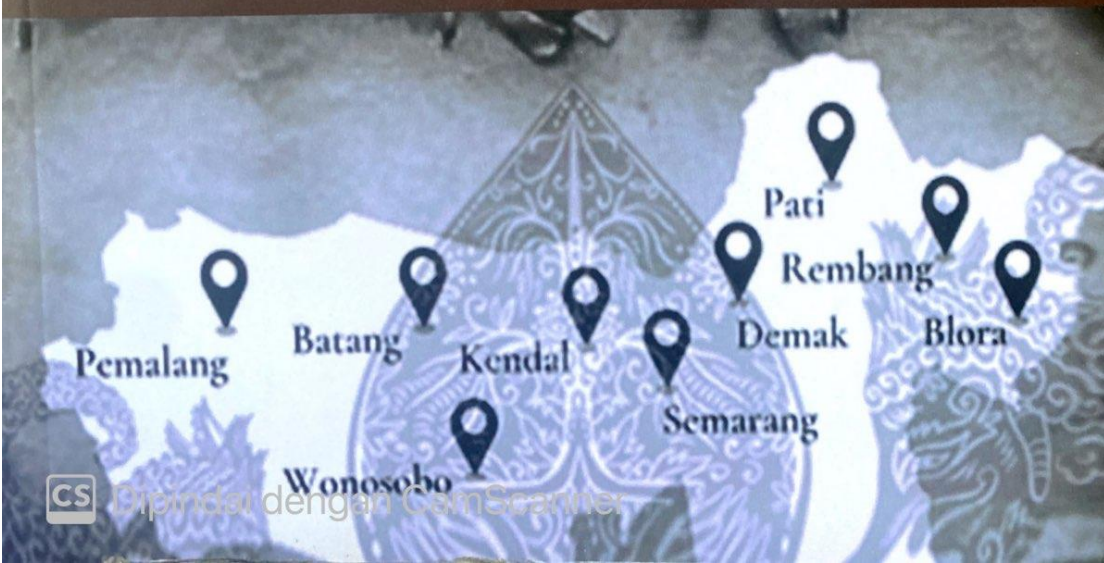 Pati
Rembang
Demak
Blora
Batang
Kendal
Pemalang
Semarang
Wonosobo
CS Dipindai dengan CamScanner